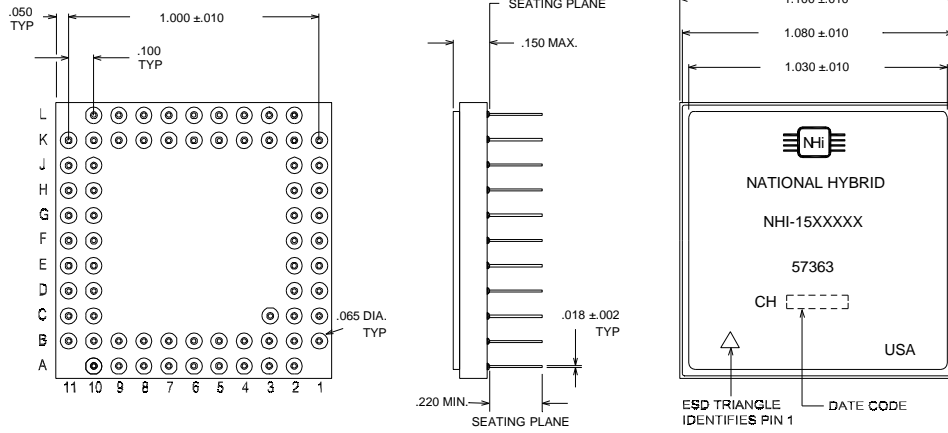 .050
TYP
1.000 ±.010
.100
TYP
L
K
J
H
G
F
E
D
C
B
A
11 10 9 8 7 6 5 4 3 2 1
.065 DIA.
TYP
SEATING PLANE
.150 MAX.
.018 ±.002
TYP
.220 MIN.
SEATING PLANE
1.080 ±.010
1.030 ±.010
NHi
NATIONAL HYBRID
NHI-15XXXXX
57363
CH
USA
ESD TRIANGLE
IDENTIFIES PIN 1
DATE CODE